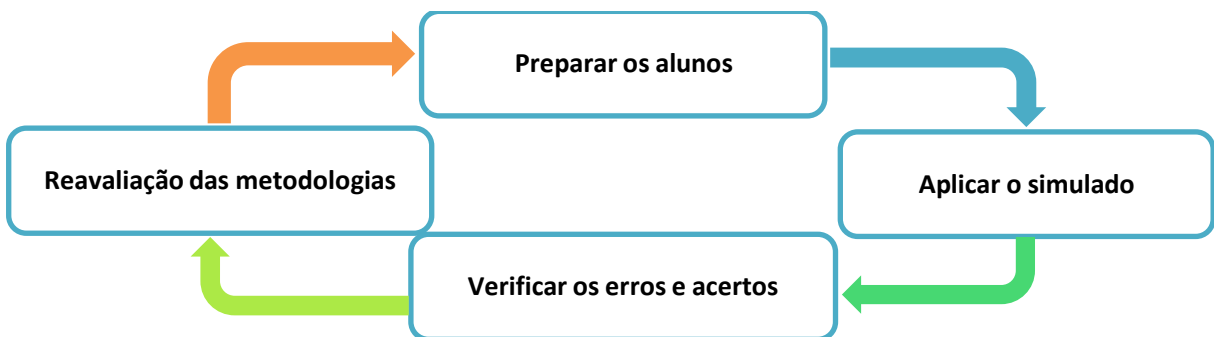 Preparar os alunos
Reavaliação das metodologias
Aplicar o simulado
Verificar os erros e acertos